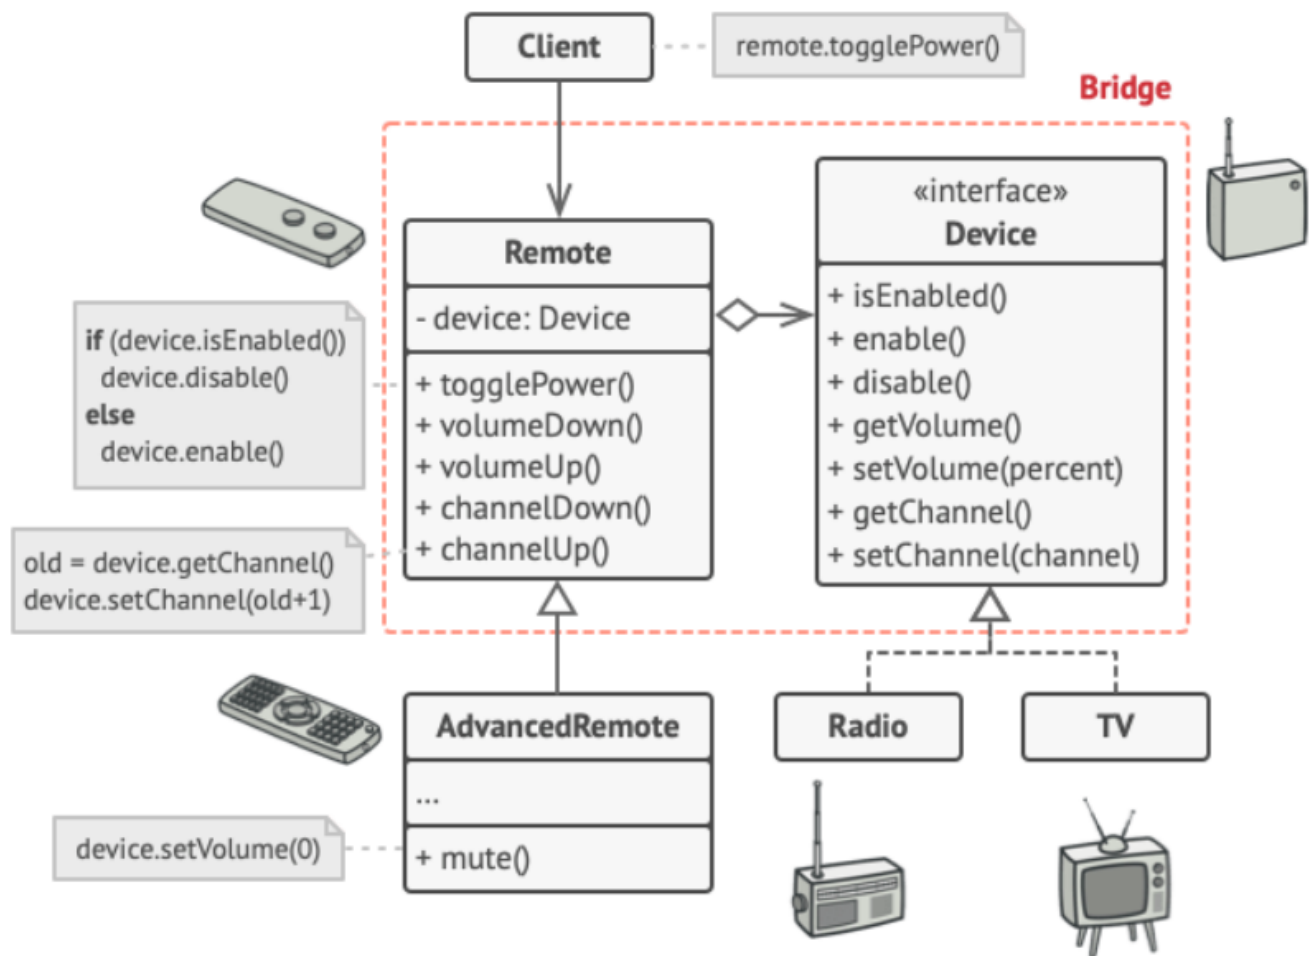 Client
remote.togglePower()
Bridge
«interface»
Device
+ isEnabled()
+ enable()
+ disable()
+ getVolume()
+ setVolume(percent)
+ getChannel()
+ setChannel(channel)
Remote
- device: Device
+ togglePower()
+ volumeDown()
+ volumeUp()
+ channelDown()
+ channelUp()
if (device.isEnabled())
device.disable()
else
device.enable()
old = device.getChannel()
device.setChannel(old+1)
AdvancedRemote
...
+ mute()
device.setVolume(0)
Radio
TV